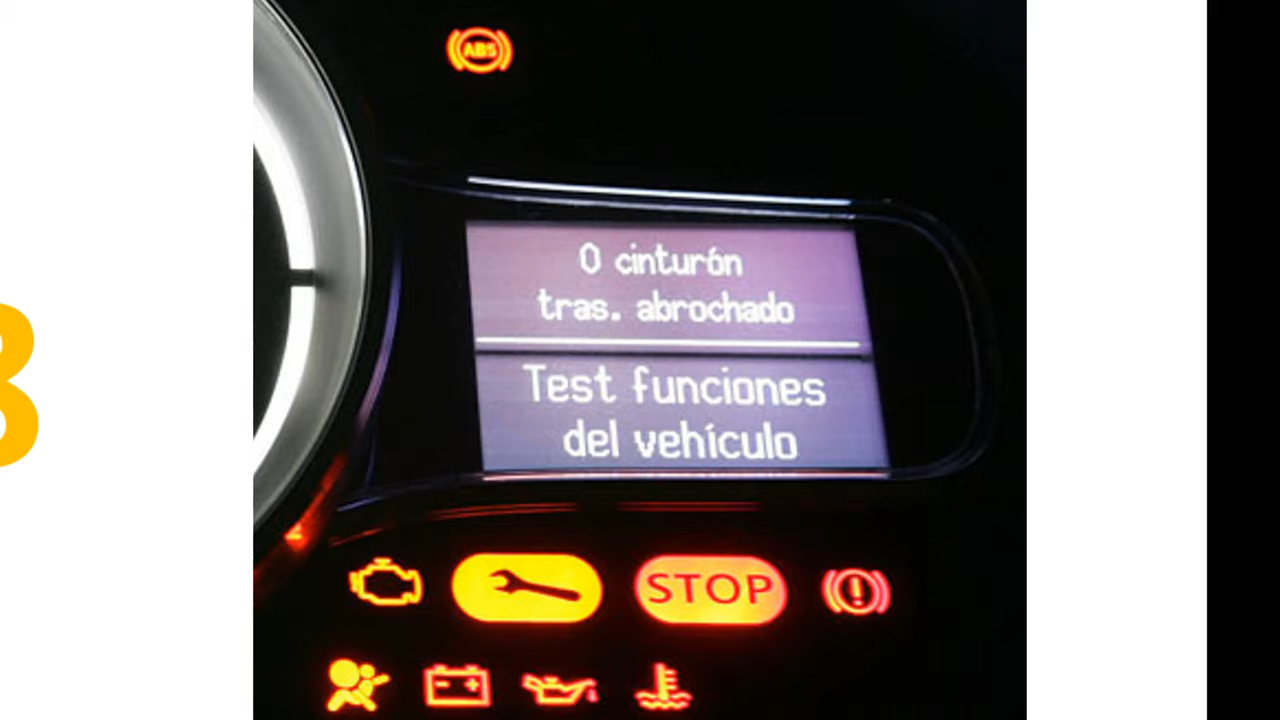 ABS
0 cinturón
tras. abrochado
Test funciones
del vehículo
STOP